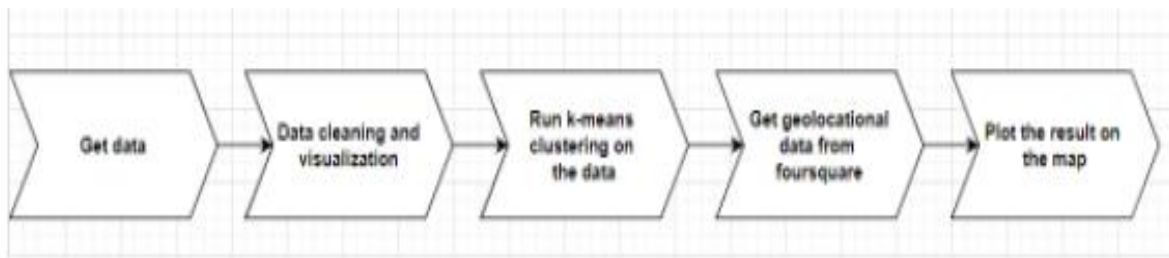 Get data
Data cleaning and
visualization
Run k-means
clustering on
the data
Get geolocational
data from
foursquare
Plot the result on
the map